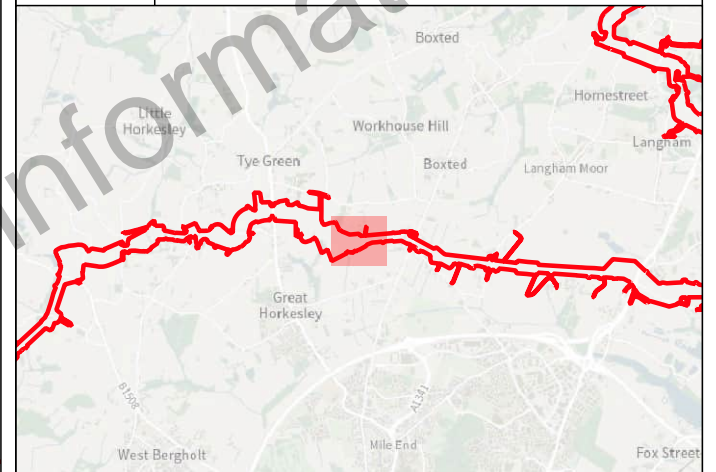 Boxted
Homestreet
Little
Horkesley
Workhouse Hill
Langham
Tye Green
Boxted
Langham Moor
Great
Horkesley
B1508
A1341
West Bergholt
Mile End
Fox Street